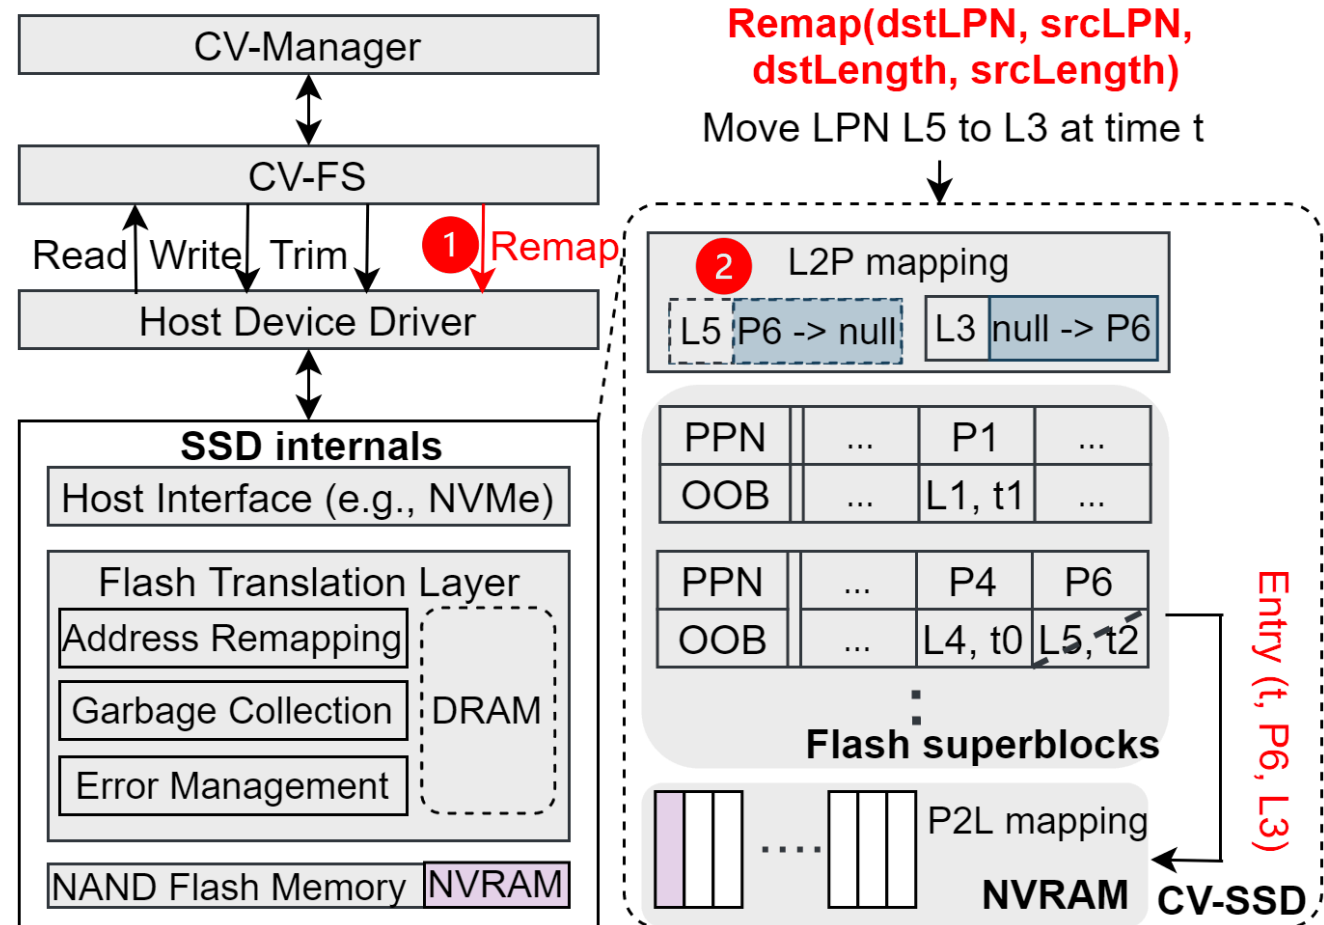 CV-Manager
CV-FS
Read Write Trim 1 Remap
Host Device Driver
SSD internals
Host Interface (e.g., NVMe)
Flash Translation Layer
Address Remapping
Garbage Collection
Error Management
DRAM
NAND Flash Memory NVRAM
Remap(dstLPN, srcLPN,
dstLength, srcLength)
Move LPN L5 to L3 at time t
2 L2P mapping
L5 P6 -> null L3 null -> P6
PPN ... P1 ...
OOB ... L1, t1 ...
PPN ... P4 P6
OOB ... L4, t0 L5, t2
Flash superblocks
Entry (t, P6, L3)
P2L mapping
NVRAM
CV-SSD